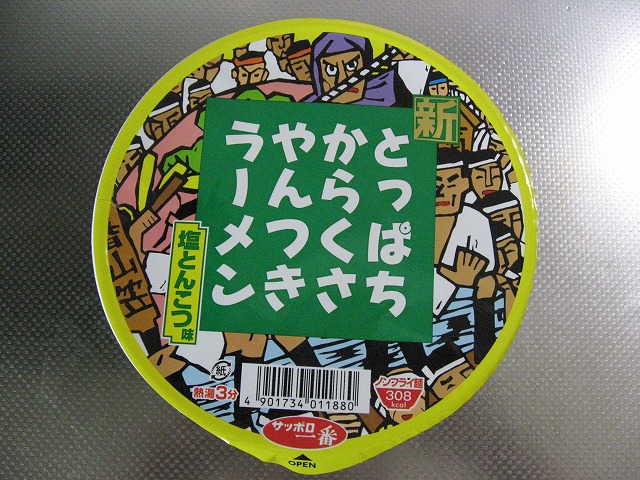 新
とっぱち
からくさ
やんつき
ラーメン
塩とんこつ味
紙
熱湯3分
4 901734 011880
ノンフライ麺
308
kcal
サッポロ一番
OPEN